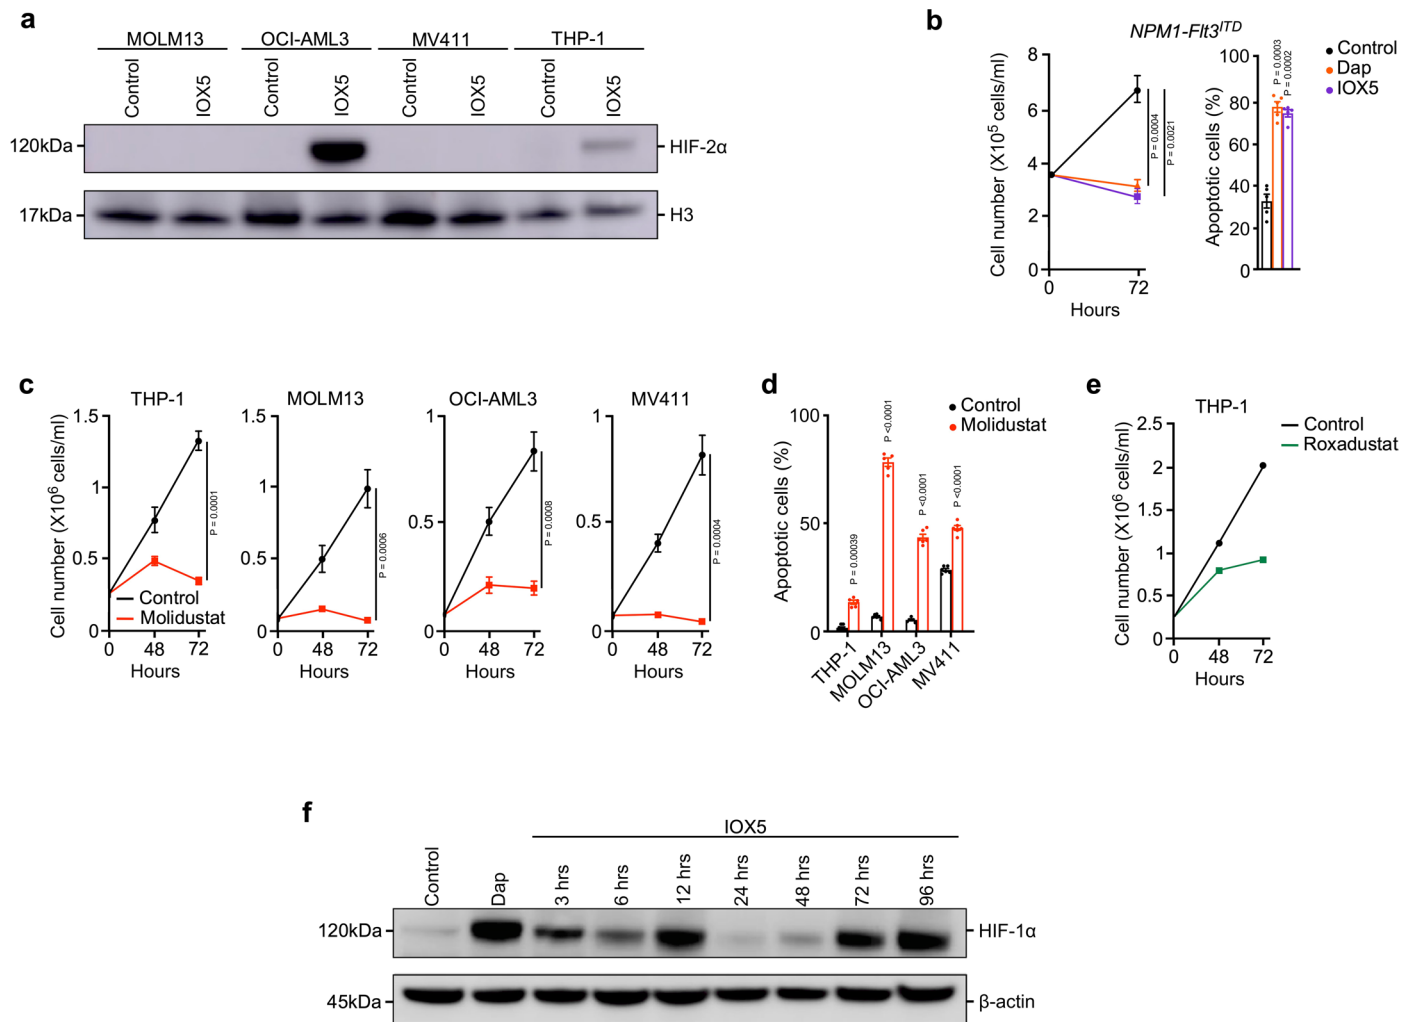 a
MOLM13 OCI-AML3 MV411 THP-1
Control IOX5 Control IOX5 Control IOX5 Control IOX5
120kDa HIF-2α
17kDa H3
b
NPM1-Flt3ITD
Control
Dap
IOX5
Cell number (X10⁵ cells/ml)
8
6
4
2
0
0 72
Hours
P = 0.0004
P = 0.0021
Apoptotic cells (%)
100
80
60
40
20
0
P = 0.0003
P = 0.0002
c
Cell number (X10⁶ cells/ml)
THP-1
1.5
1
0.5
0
0 48 72
Hours
P = 0.0001
Control
Molidustat
MOLM13
1.5
1
0.5
0
0 48 72
Hours
P = 0.0006
OCI-AML3
1
0.5
0
0 48 72
Hours
P = 0.0008
MV411
1
0.5
0
0 48 72
Hours
P = 0.0004
d
Control
Molidustat
Apoptotic cells (%)
100
50
0
P = 0.00039
P <0.0001
P <0.0001
P <0.0001
THP-1
MOLM13
OCI-AML3
MV411
e
THP-1
Control
Roxadustat
Cell number (X10⁶ cells/ml)
2.5
2
1.5
1
0.5
0
0 48 72
Hours
f
IOX5
Control Dap 3 hrs 6 hrs 12 hrs 24 hrs 48 hrs 72 hrs 96 hrs
120kDa HIF-1α
45kDa β-actin